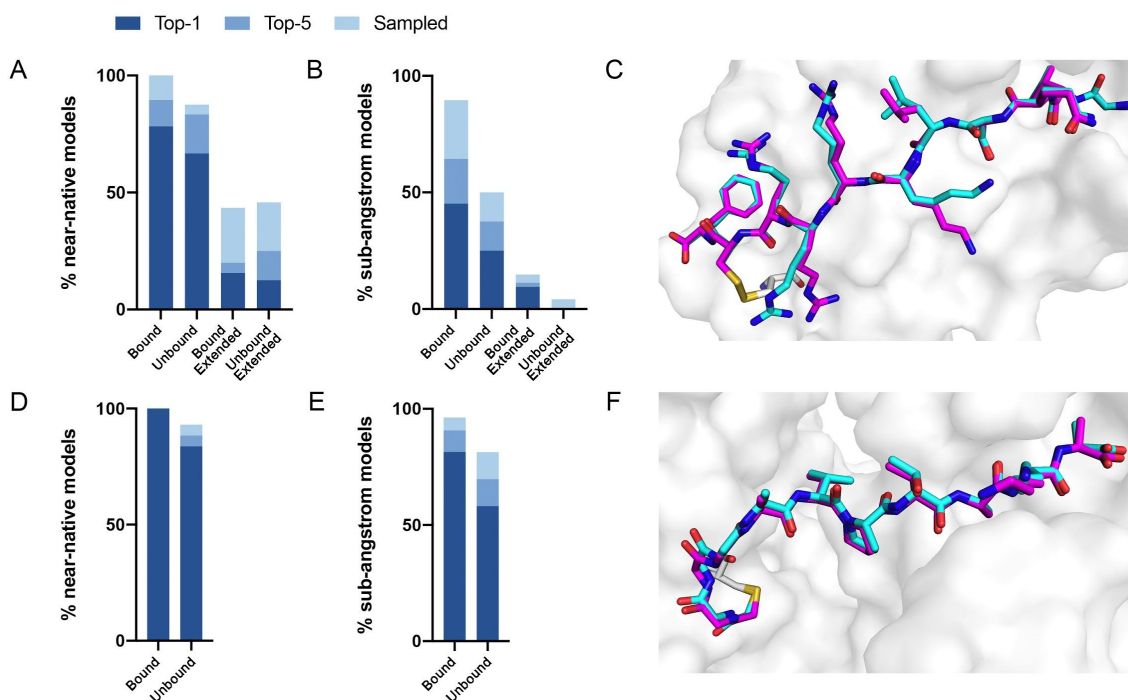 Top-1 Top-5 Sampled
A
% near-native models
100
50
0
Bound
Unbound
Bound
Extended
Unbound
Extended
B
% sub-angstrom models
100
50
0
Bound
Unbound
Bound
Extended
Unbound
Extended
C
D
% near-native models
100
50
0
Bound
Unbound
E
% sub-angstrom models
100
50
0
Bound
Unbound
F